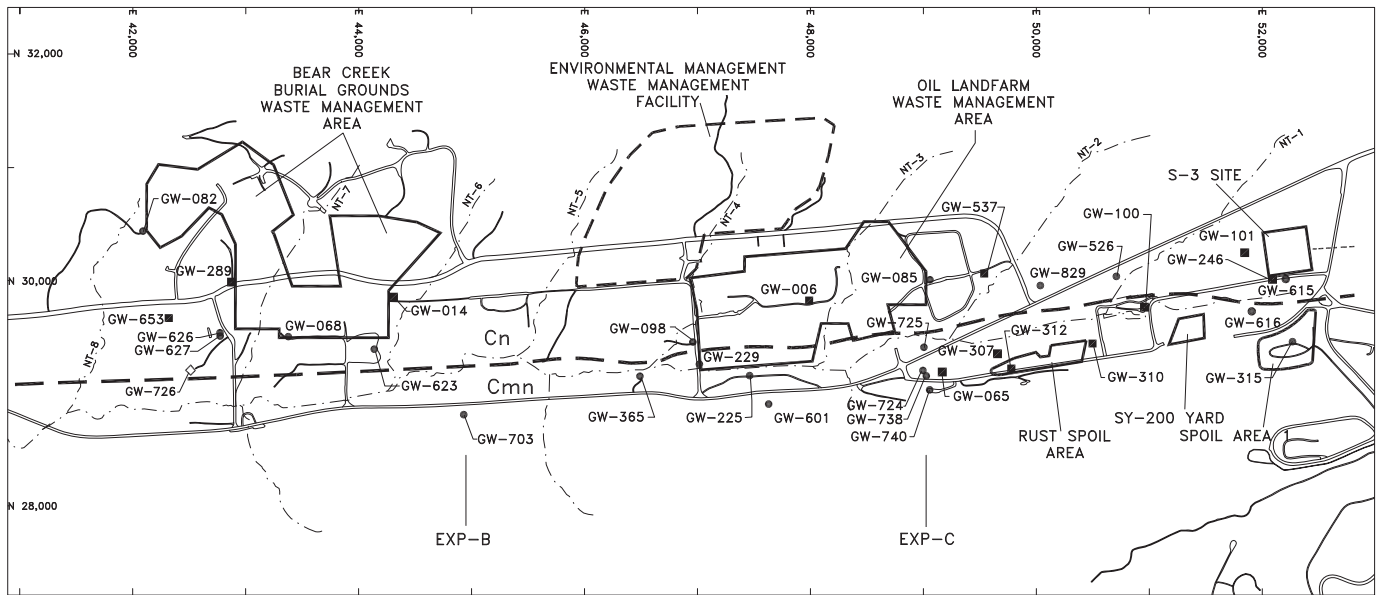 E 42,000
E 44,000
E 46,000
E 48,000
E 50,000
E 52,000
N 32,000
BEAR CREEK
BURIAL GROUNDS
WASTE MANAGEMENT
AREA
ENVIRONMENTAL MANAGEMENT
WASTE MANAGEMENT
FACILITY
OIL LANDFARM
WASTE MANAGEMENT
AREA
NT-1
NT-2
NT-3
S-3 SITE
NT-7
NT-6
NT-5
NT-4
GW-082
GW-537
GW-100
GW-526
GW-101
GW-246
GW-289
N 30,000
GW-085
GW-829
GW-006
GW-615
GW-653
GW-014
GW-626
GW-068
GW-627
GW-098
GW-725
GW-312
GW-616
Cn
GW-307
NT-8
GW-229
GW-310
GW-315
GW-726
GW-623
Cmn
GW-365
GW-225
GW-601
GW-724
GW-738
GW-740
GW-065
GW-703
RUST SPOIL
AREA
SY-200 YARD
SPOIL AREA 1
N 28,000
EXP-B
EXP-C